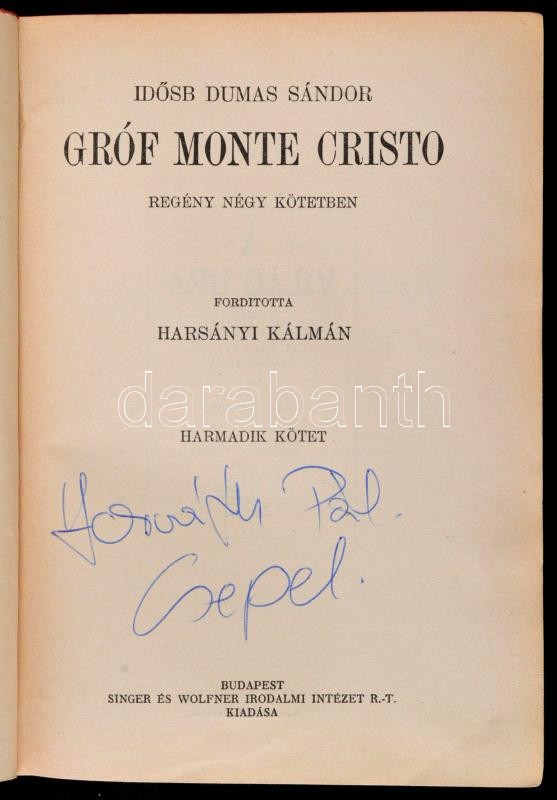 IDŐSB DUMAS SÁNDOR
GRÓF MONTE CRISTO
REGÉNY NÉGY KÖTETBEN
FORDITOTTA
HARSÁNYI KÁLMÁN
darabanth
HARMADIK KÖTET
Horváth Pál.
Csepel.
BUDAPEST
SINGER ÉS WOLFNER IRODALMI INTÉZET R.-T.
KIADÁSA